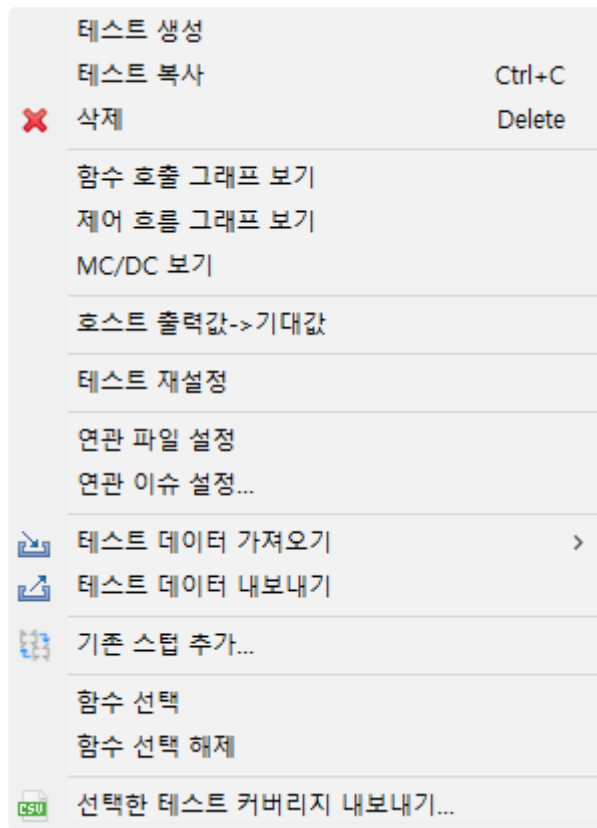 테스트 생성
테스트 복사 Ctrl+C
삭제 Delete
함수 호출 그래프 보기
제어 흐름 그래프 보기
MC/DC 보기
호스트 출력값->기대값
테스트 재설정
연관 파일 설정
연관 이슈 설정...
테스트 데이터 가져오기
테스트 데이터 내보내기
기존 스텁 추가...
함수 선택
함수 선택 해제
CSV 선택한 테스트 커버리지 내보내기...